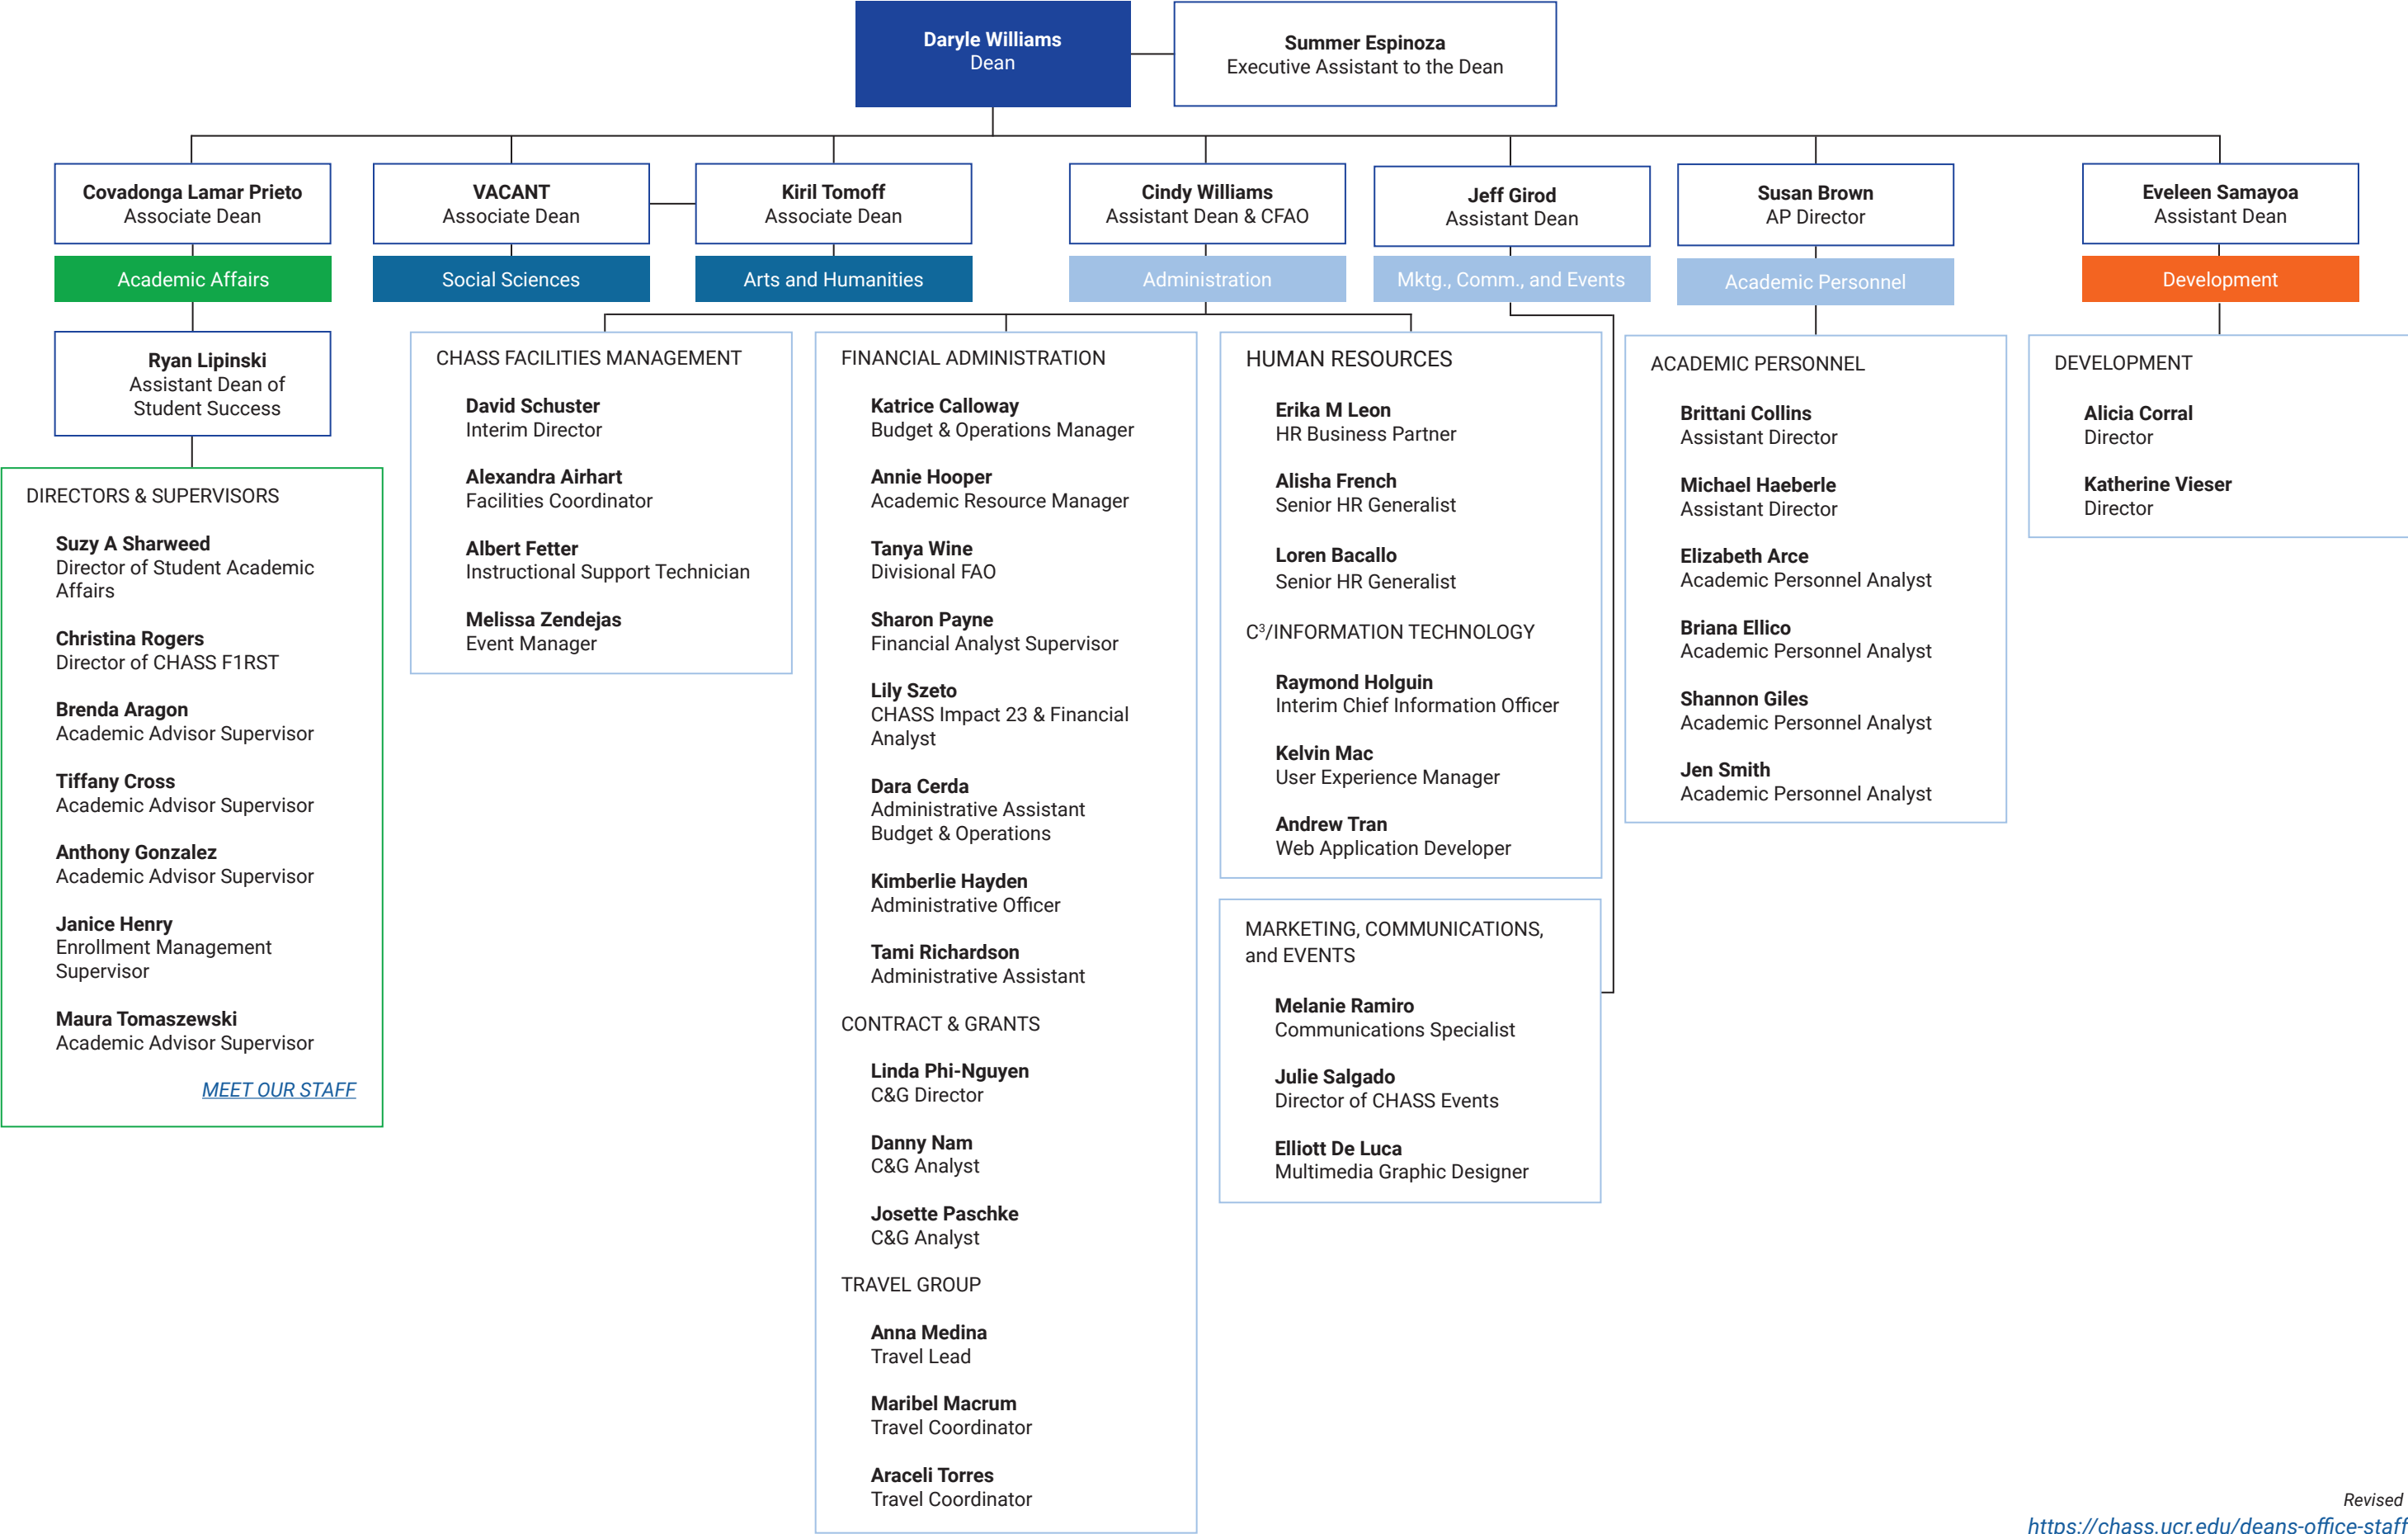 Daryle Williams
Dean
Summer Espinoza
Executive Assistant to the Dean
Covadonga Lamar Prieto
Associate Dean
Academic Affairs
VACANT
Associate Dean
Social Sciences
Kiril Tomoff
Associate Dean
Arts and Humanities
Cindy Williams
Assistant Dean & CFAO
Administration
Jeff Girod
Assistant Dean
Mktg., Comm., and Events
Susan Brown
AP Director
Academic Personnel
Eveleen Samayoa
Assistant Dean
Development
Ryan Lipinski
Assistant Dean of
Student Success
DIRECTORS & SUPERVISORS
Suzy A Sharweed
Director of Student Academic
Affairs
Christina Rogers
Director of CHASS F1RST
Brenda Aragon
Academic Advisor Supervisor
Tiffany Cross
Academic Advisor Supervisor
Anthony Gonzalez
Academic Advisor Supervisor
Janice Henry
Enrollment Management
Supervisor
Maura Tomaszewski
Academic Advisor Supervisor
MEET OUR STAFF
CHASS FACILITIES MANAGEMENT
David Schuster
Interim Director
Alexandra Airhart
Facilities Coordinator
Albert Fetter
Instructional Support Technician
Melissa Zendejas
Event Manager
FINANCIAL ADMINISTRATION
Katrice Calloway
Budget & Operations Manager
Annie Hooper
Academic Resource Manager
Tanya Wine
Divisional FAO
Sharon Payne
Financial Analyst Supervisor
Lily Szeto
CHASS Impact 23 & Financial
Analyst
Dara Cerda
Administrative Assistant
Budget & Operations
Kimberlie Hayden
Administrative Officer
Tami Richardson
Administrative Assistant
CONTRACT & GRANTS
Linda Phi-Nguyen
C&G Director
Danny Nam
C&G Analyst
Josette Paschke
C&G Analyst
TRAVEL GROUP
Anna Medina
Travel Lead
Maribel Macrum
Travel Coordinator
Araceli Torres
Travel Coordinator
HUMAN RESOURCES
Erika M Leon
HR Business Partner
Alisha French
Senior HR Generalist
Loren Bacallo
Senior HR Generalist
C³/INFORMATION TECHNOLOGY
Raymond Holguin
Interim Chief Information Officer
Kelvin Mac
User Experience Manager
Andrew Tran
Web Application Developer
MARKETING, COMMUNICATIONS,
and EVENTS
Melanie Ramiro
Communications Specialist
Julie Salgado
Director of CHASS Events
Elliott De Luca
Multimedia Graphic Designer
ACADEMIC PERSONNEL
Brittani Collins
Assistant Director
Michael Haeberle
Assistant Director
Elizabeth Arce
Academic Personnel Analyst
Briana Ellico
Academic Personnel Analyst
Shannon Giles
Academic Personnel Analyst
Jen Smith
Academic Personnel Analyst
DEVELOPMENT
Alicia Corral
Director
Katherine Vieser
Director
Revised
https://chass.ucr.edu/deans-office-staff